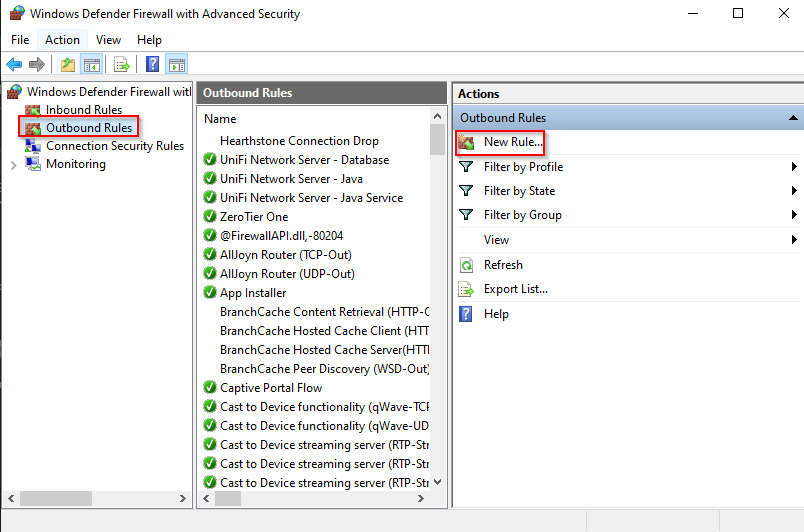 Windows Defender Firewall with Advanced Security
File Action View Help
Windows Defender Firewall witl
Inbound Rules
Outbound Rules
Connection Security Rules
Monitoring
Outbound Rules
Name
Hearthstone Connection Drop
UniFi Network Server - Database
UniFi Network Server - Java
UniFi Network Server - Java Service
ZeroTier One
@FirewallAPI.dll,-80204
AllJoyn Router (TCP-Out)
AllJoyn Router (UDP-Out)
App Installer
BranchCache Content Retrieval (HTTP-O
BranchCache Hosted Cache Client (HTT
BranchCache Hosted Cache Server(HTTI
BranchCache Peer Discovery (WSD-Out)
Captive Portal Flow
Cast to Device functionality (qWave-TCP
Cast to Device functionality (qWave-UD
Cast to Device streaming server (RTP-Str
Cast to Device streaming server (RTP-Str
Cast to Device streaming server (RTP-Str
Actions
Outbound Rules
New Rule...
Filter by Profile
Filter by State
Filter by Group
View
Refresh
Export List...
Help